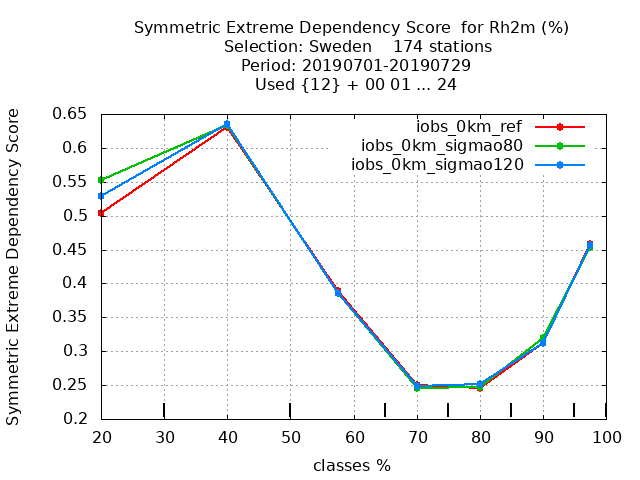 Symmetric Extreme Dependency Score  for Rh2m (%)
Selection: Sweden    174 stations
Period: 20190701-20190729
Used {12} + 00 01 ... 24
Symmetric Extreme Dependency Score
0.65
0.6
0.55
0.5
0.45
0.4
0.35
0.3
0.25
0.2
iobs_0km_ref
iobs_0km_sigmao80
iobs_0km_sigmao120
20 30 40 50 60 70 80 90 100
classes %